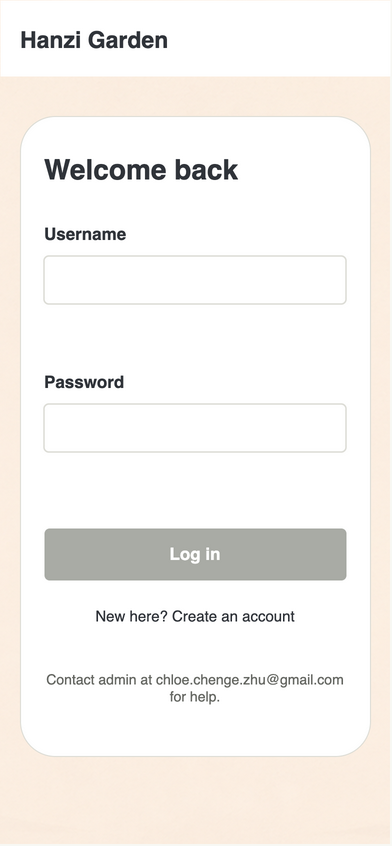 Hanzi Garden
Welcome back
Username
Password
Log in
New here? Create an account
Contact admin at chloe.chenge.zhu@gmail.com
for help.